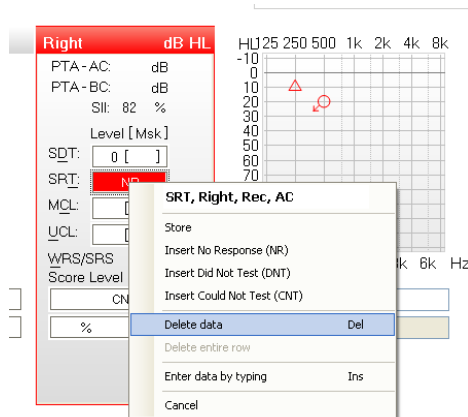 Right dB HL
PTA-AC: dB
PTA-BC: dB
SII: 82 %
Level [Msk]
SDT: 0 [ ]
SRT: NR
MCL: [
UCL: [
WRS/SRS
Score Level
CN
%
HL 125 250 500 1k 2k 4k 8k
-10
0
10
20
30
40
50
60
70
k 6k Hz
SRT, Right, Rec, AC
Store
Insert No Response (NR)
Insert Did Not Test (DNT)
Insert Could Not Test (CNT)
Delete data Del
Delete entire row
Enter data by typing Ins
Cancel